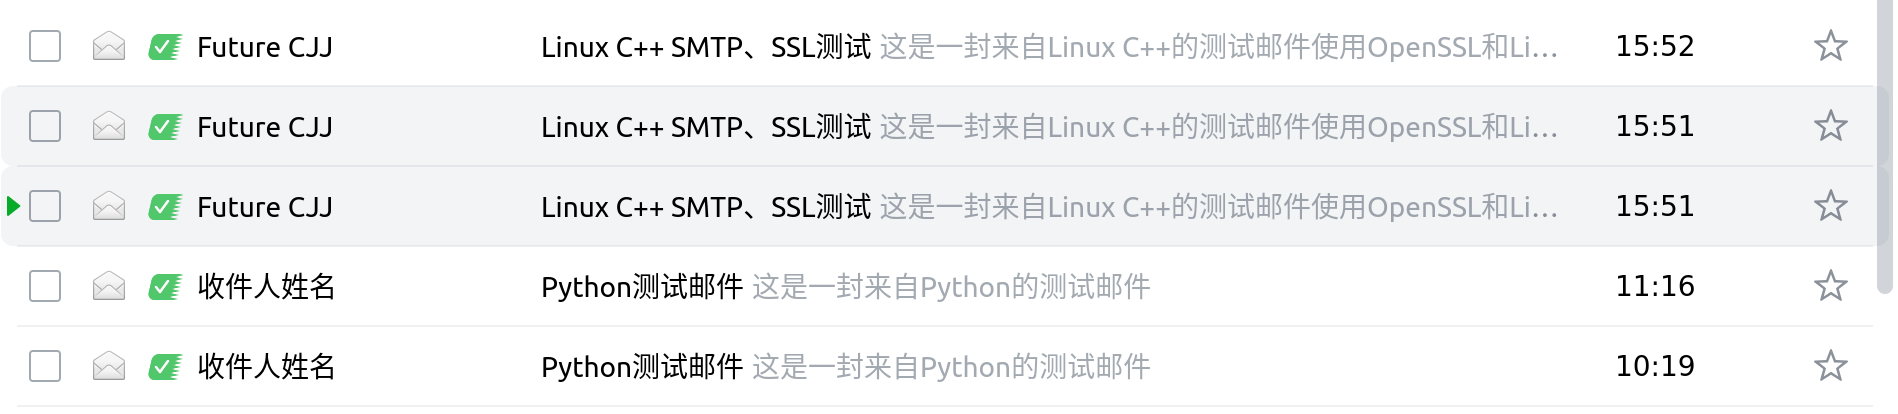 Future CJJ Linux C++ SMTP、SSL测试 这是一封来自Linux C++的测试邮件使用OpenSSL和Li... 15:52
Future CJJ Linux C++ SMTP、SSL测试 这是一封来自Linux C++的测试邮件使用OpenSSL和Li... 15:51
Future CJJ Linux C++ SMTP、SSL测试 这是一封来自Linux C++的测试邮件使用OpenSSL和Li... 15:51
收件人姓名 Python测试邮件 这是一封来自Python的测试邮件 11:16
收件人姓名 Python测试邮件 这是一封来自Python的测试邮件 10:19